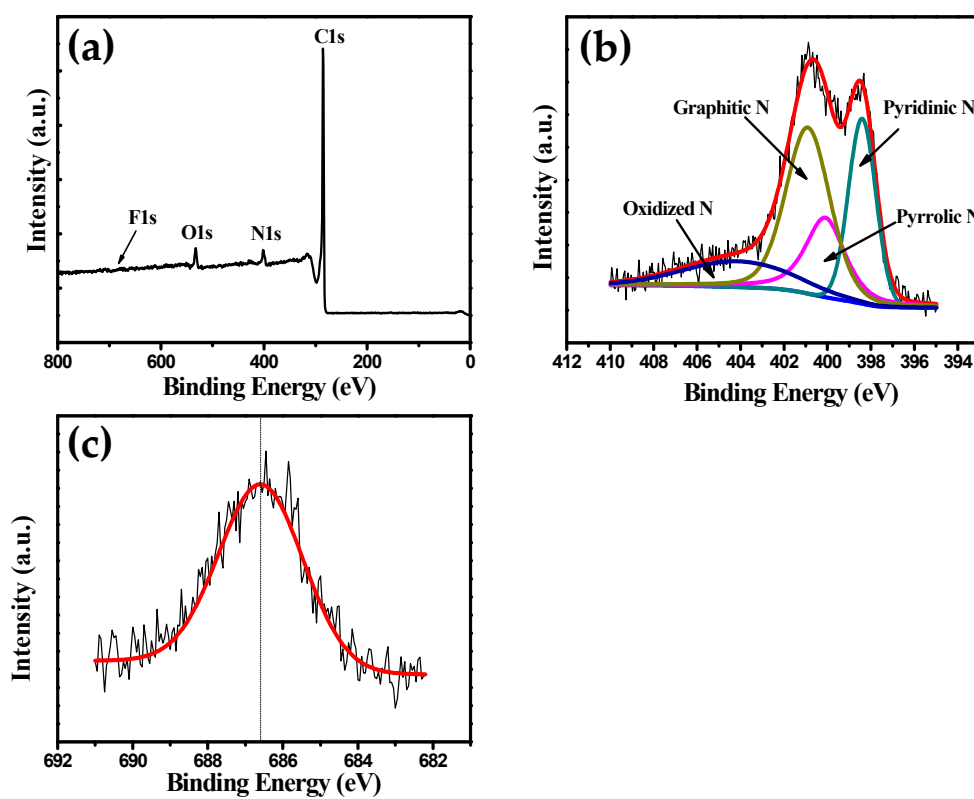 (a)
C1s
F1s
O1s
N1s
Intensity (a.u.)
800 600 400 200 0
Binding Energy (eV)
(b)
Graphitic N
Pyridinic N
Oxidized N
Pyrrolic N
Intensity (a.u.)
412 410 408 406 404 402 400 398 396 394
Binding Energy (eV)
(c)
Intensity (a.u.)
692 690 688 686 684 682
Binding Energy (eV)